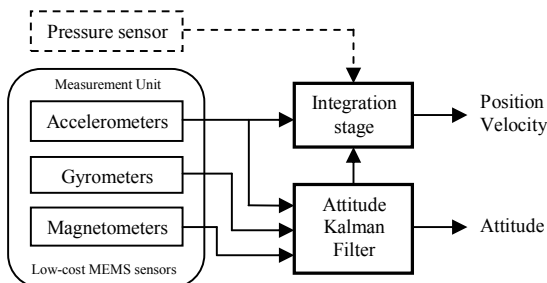 Pressure sensor
Measurement Unit
Accelerometers
Gyrometers
Magnetometers
Low-cost MEMS sensors
Integration
stage
Attitude
Kalman
Filter
Position
Velocity
Attitude